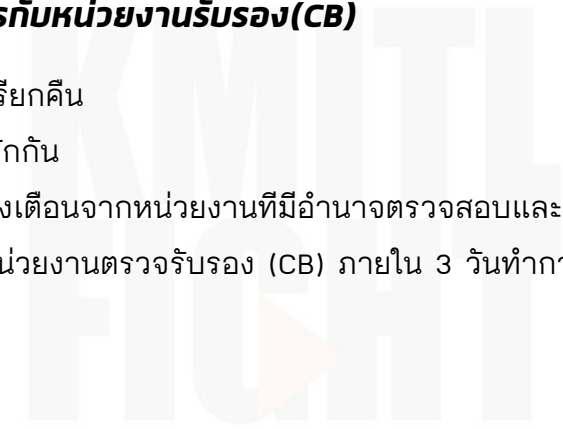 รกับหน่วยงานรับรอง(CB)
รียกคืน
ักกัน
งเตือนจากหน่วยงานทีมีอำนาจตรวจสอบและ
น่วยงานตรวจรับรอง (CB) ภายใน 3 วันทำกา
KMITL
FIGHT